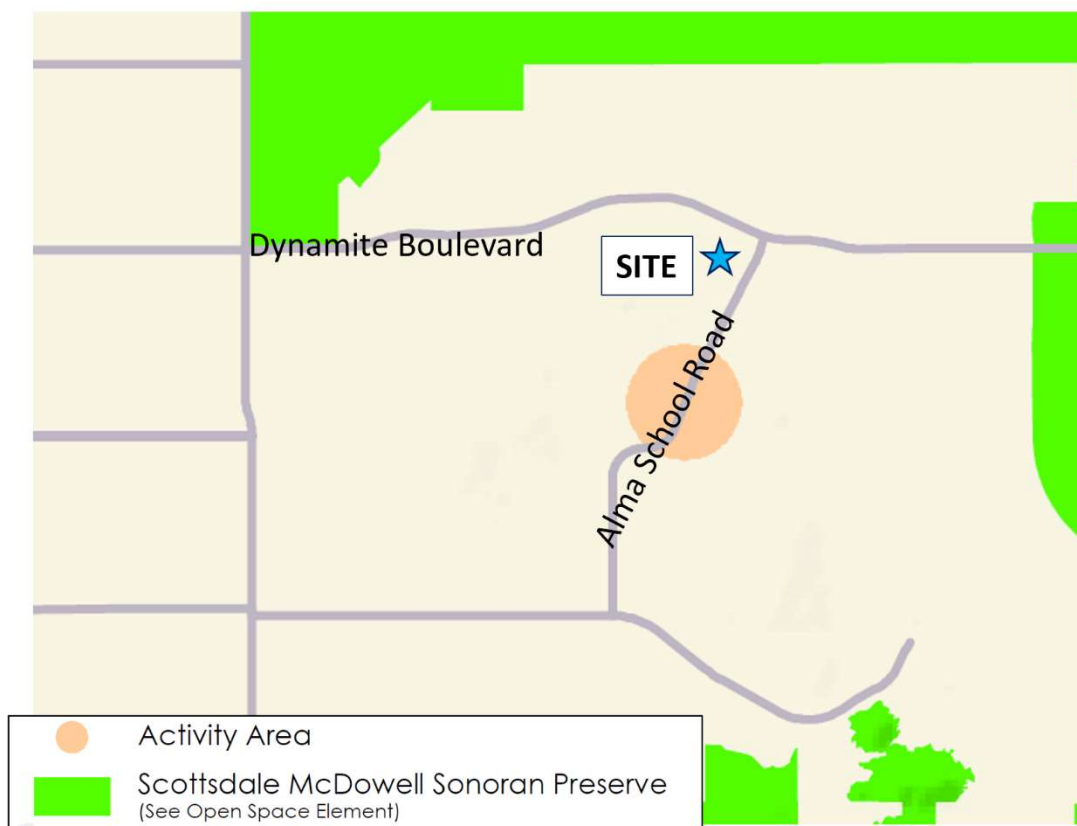 Dynamite Boulevard
SITE
Alma School Road
Activity Area
Scottsdale McDowell Sonoran Preserve
(See Open Space Element)